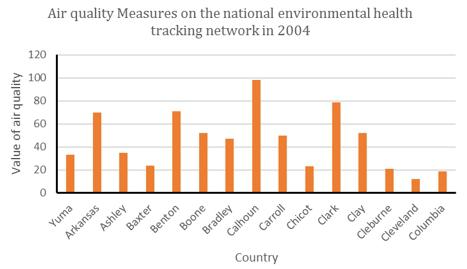 Air quality Measures on the national environmental health
tracking network in 2004
Value of air quality
120
100
80
60
40
20
0
Yuma
Arkansas
Ashley
Baxter
Benton
Boone
Bradley
Calhoun
Carroll
Chicot
Clark
Clay
Cleburne
Cleveland
Columbia
Country